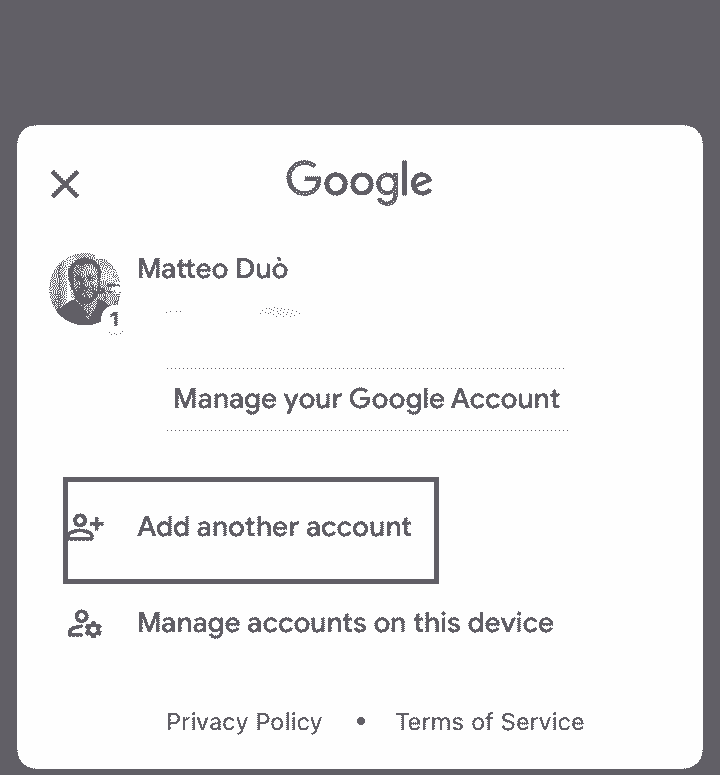 Google
Matteo Duò
1
Manage your Google Account
Add another account
Manage accounts on this device
Privacy Policy • Terms of Service